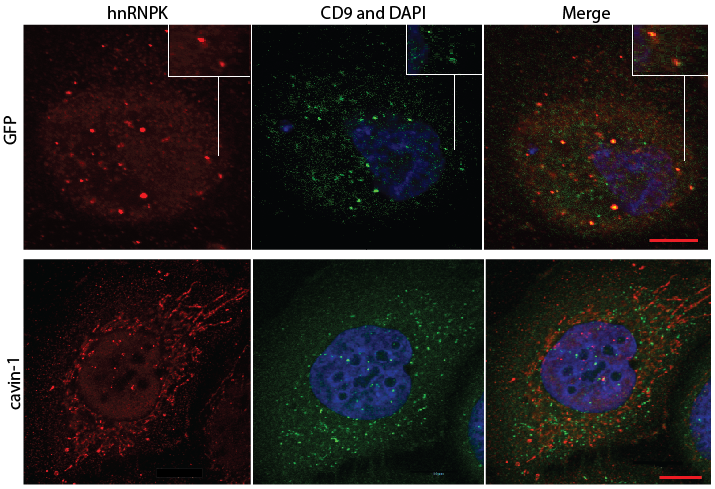 hnRNPK
CD9 and DAPI
Merge
GFP
cavin-1